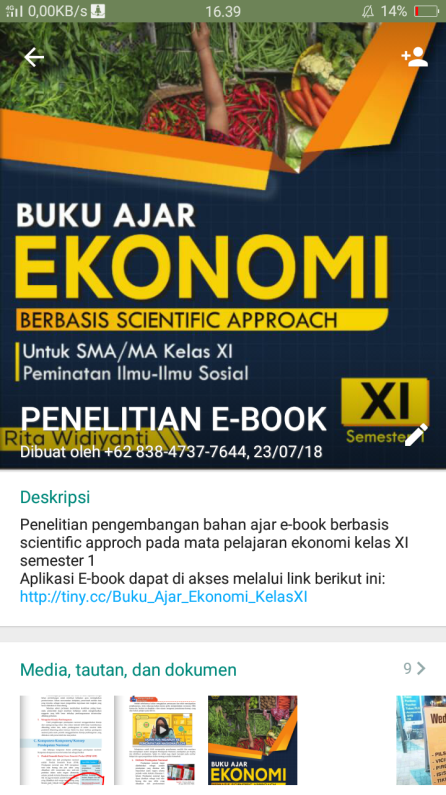 4G 0,00KB/s 16.39 14%
BUKU AJAR
EKONOMI
BERBASIS SCIENTIFIC APPROACH
Untuk SMA/MA Kelas XI
Peminatan Ilmu-Ilmu Sosial
XI
PENELITIAN E-BOOK
Rita Widiyanti
Semester 1
Dibuat oleh +62 838-4737-7644, 23/07/18
Deskripsi
Penelitian pengembangan bahan ajar e-book berbasis
scientific approch pada mata pelajaran ekonomi kelas XI
semester 1
Aplikasi E-book dapat di akses melalui link berikut ini:
http://tiny.cc/Buku_Ajar_Ekonomi_KelasXI
Media, tautan, dan dokumen 9
BUKU AJAR
EKONOMI